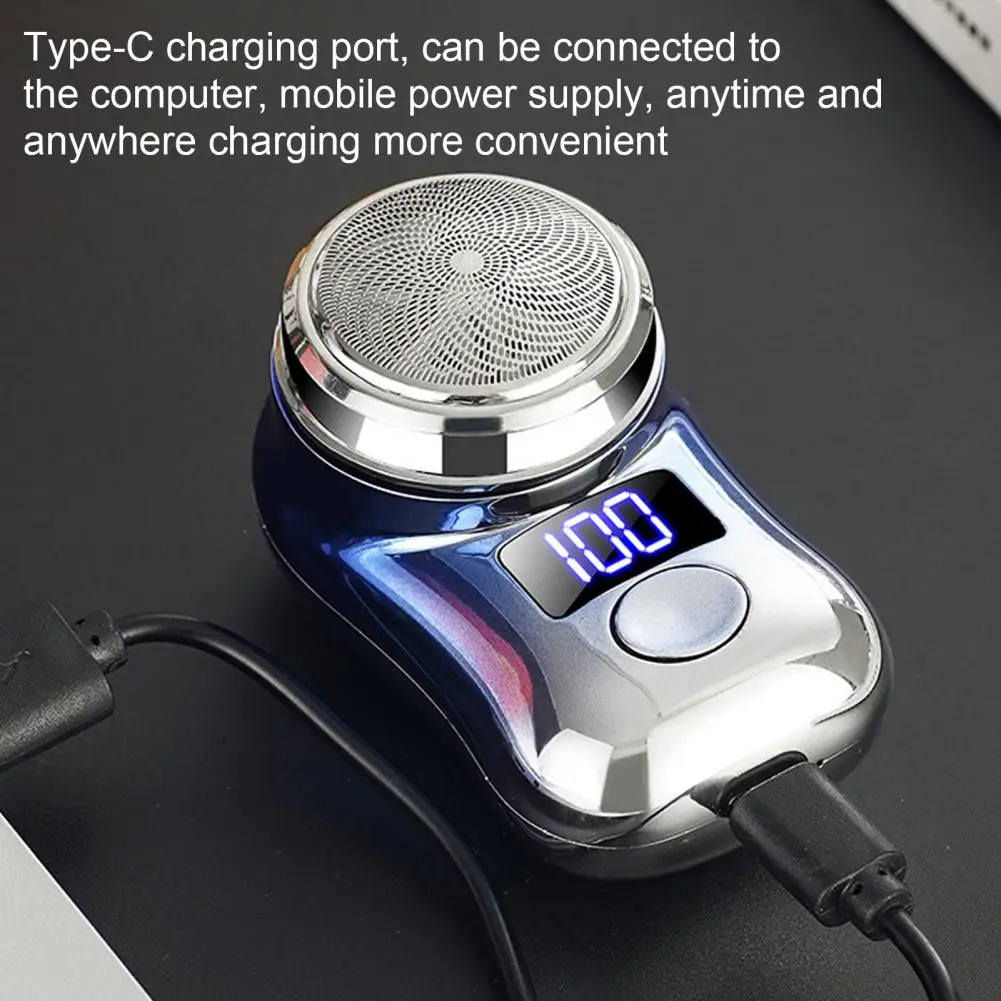 Type-C charging port, can be connected to
the computer, mobile power supply, anytime and
anywhere charging more convenient
100